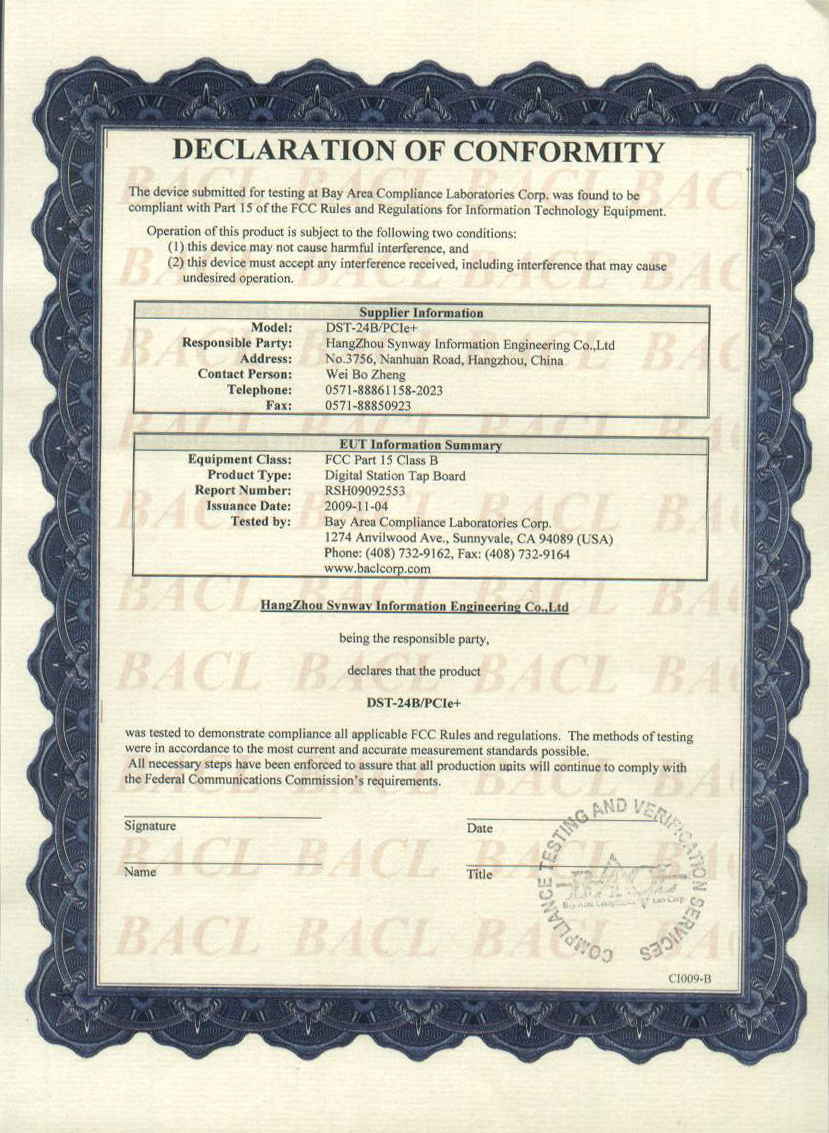 DECLARATION OF CONFORMITY
The device submitted for testing at Bay Area Compliance Laboratories Corp. was found to be
compliant with Part 15 of the FCC Rules and Regulations for Information Technology Equipment.
Operation of this product is subject to the following two conditions:
(1) this device may not cause harmful interference, and
(2) this device must accept any interference received, including interference that may cause
undesired operation.
Supplier Information
Model: DST-24B/PCIe+
Responsible Party: HangZhou Synway Information Engineering Co.,Ltd
Address: No.3756, Nanhuan Road, Hangzhou, China
Contact Person: Wei Bo Zheng
Telephone: 0571-88861158-2023
Fax: 0571-88850923
EUT Information Summary
Equipment Class: FCC Part 15 Class B
Product Type: Digital Station Tap Board
Report Number: RSH09092553
Issuance Date: 2009-11-04
Tested by: Bay Area Compliance Laboratories Corp.
1274 Anvilwood Ave., Sunnyvale, CA 94089 (USA)
Phone: (408) 732-9162, Fax: (408) 732-9164
www.baclcorp.com
HangZhou Synway Information Engineering Co.,Ltd
being the responsible party,
declares that the product
DST-24B/PCIe+
was tested to demonstrate compliance all applicable FCC Rules and regulations. The methods of testing
were in accordance to the most current and accurate measurement standards possible.
All necessary steps have been enforced to assure that all production units will continue to comply with
the Federal Communications Commission's requirements.
Signature
Date
Name
Title
COMPLIANCE TESTING AND VERIFICATION SERVICES
BACL
Bay Area Compliance Lab Corp.
CI009-B